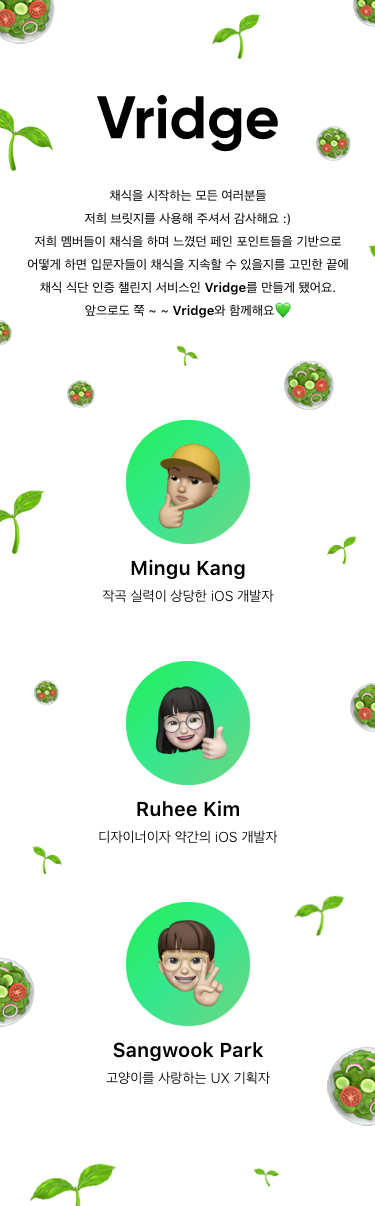 Vridge
채식을 시작하는 모든 여러분들
저희 브릿지를 사용해 주셔서 감사해요 :)
저희 멤버들이 채식을 하며 느꼈던 페인 포인트들을 기반으로
어떻게 하면 입문자들이 채식을 지속할 수 있을지를 고민한 끝에
채식 식단 인증 챌린지 서비스인 Vridge를 만들게 됐어요.
앞으로도 쭉 ~ ~ Vridge와 함께해요💚
Mingu Kang
작곡 실력이 상당한 iOS 개발자
Ruhee Kim
디자이너이자 약간의 iOS 개발자
Sangwook Park
고양이를 사랑하는 UX 기획자